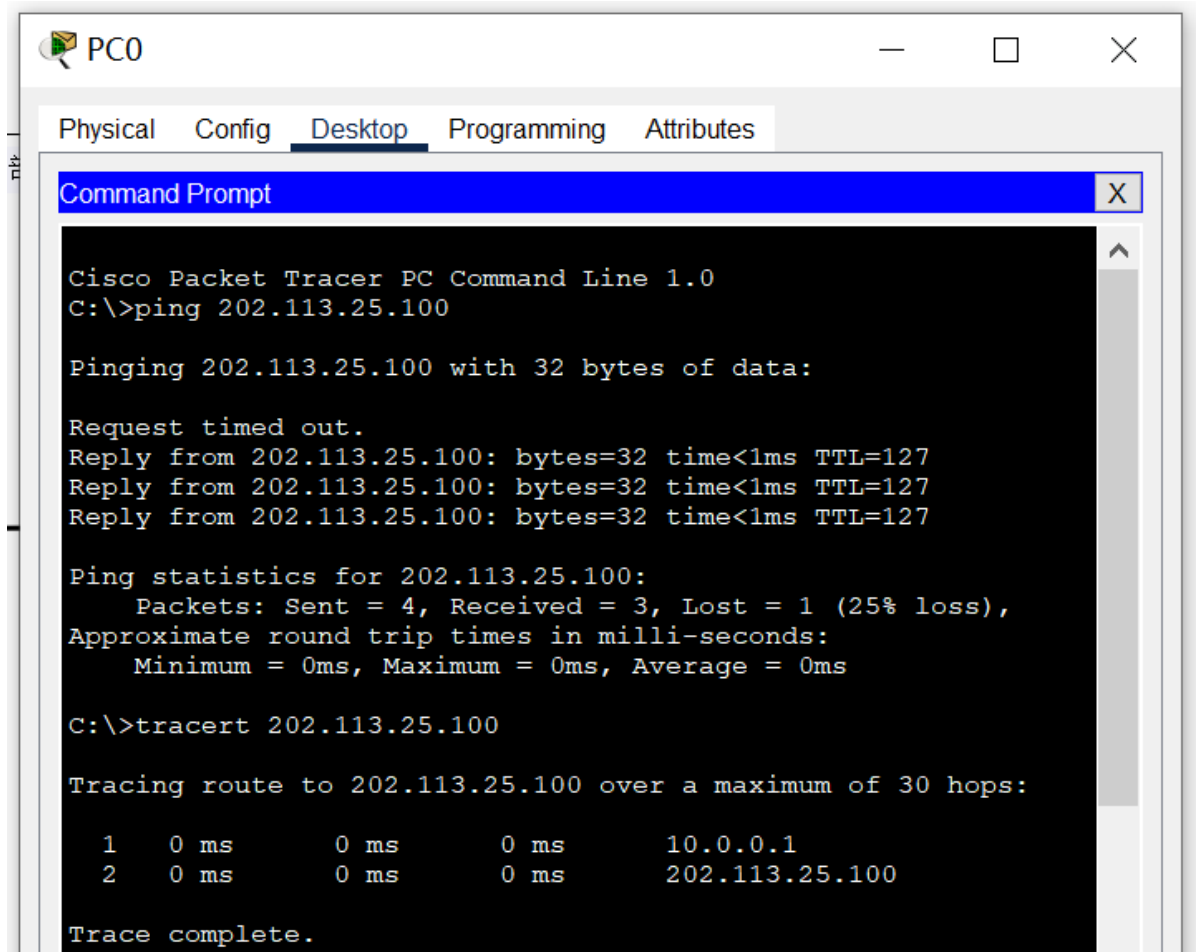 PC0
Physical Config Desktop Programming Attributes
Command Prompt
X
Cisco Packet Tracer PC Command Line 1.0
C:\>ping 202.113.25.100
Pinging 202.113.25.100 with 32 bytes of data:
Request timed out.
Reply from 202.113.25.100: bytes=32 time<1ms TTL=127
Reply from 202.113.25.100: bytes=32 time<1ms TTL=127
Reply from 202.113.25.100: bytes=32 time<1ms TTL=127
Ping statistics for 202.113.25.100:
Packets: Sent = 4, Received = 3, Lost = 1 (25% loss),
Approximate round trip times in milli-seconds:
Minimum = 0ms, Maximum = 0ms, Average = 0ms
C:\>tracert 202.113.25.100
Tracing route to 202.113.25.100 over a maximum of 30 hops:
1 0 ms 0 ms 0 ms 10.0.0.1
2 0 ms 0 ms 0 ms 202.113.25.100
Trace complete.